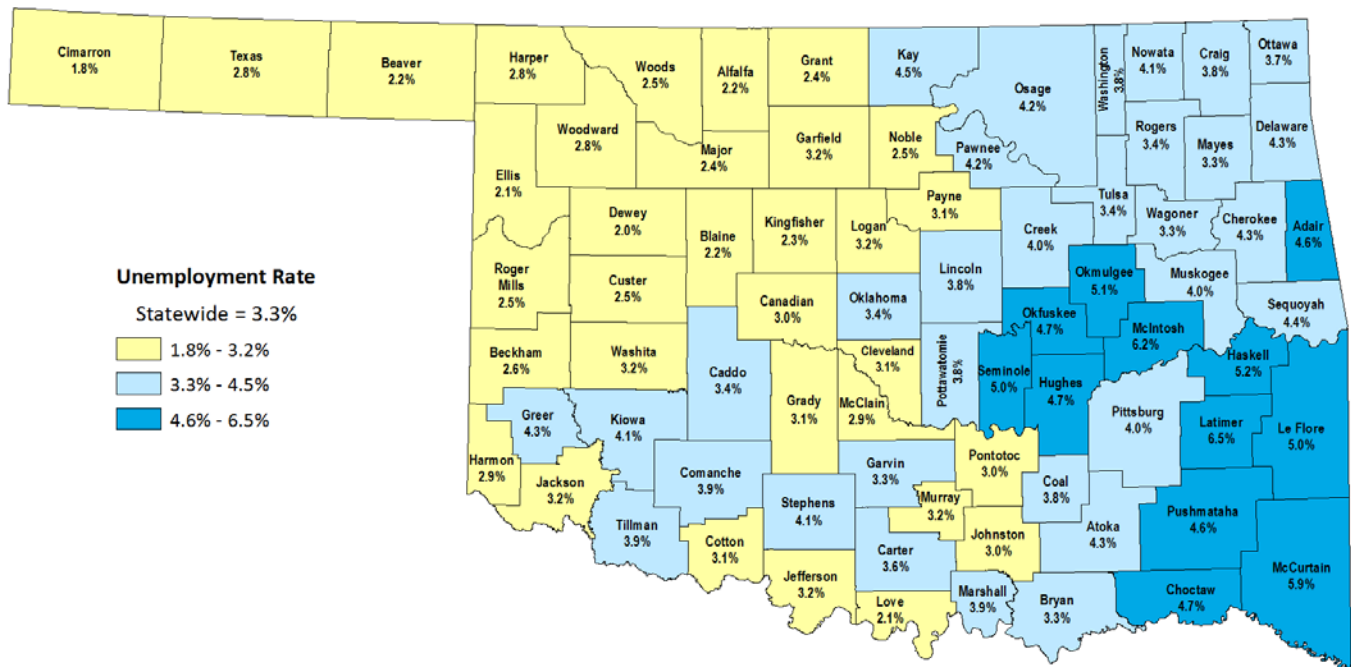 Cimarron
1.8%
Texas
2.8%
Beaver
2.2%
Harper
2.8%
Woods
2.5%
Alfalfa
2.2%
Grant
2.4%
Kay
4.5%
Osage
4.2%
Washington
3.8%
Nowata
4.1%
Craig
3.8%
Ottawa
3.7%
Woodward
2.8%
Major
2.4%
Garfield
3.2%
Noble
2.5%
Pawnee
4.2%
Rogers
3.4%
Mayes
3.3%
Delaware
4.3%
Ellis
2.1%
Dewey
2.0%
Blaine
2.2%
Kingfisher
2.3%
Logan
3.2%
Payne
3.1%
Creek
4.0%
Tulsa
3.4%
Wagoner
3.3%
Cherokee
4.3%
Adair
4.6%
Roger
Mills
2.5%
Custer
2.5%
Canadian
3.0%
Oklahoma
3.4%
Lincoln
3.8%
Okmulgee
5.1%
Muskogee
4.0%
Sequoyah
4.4%
Unemployment Rate
Statewide = 3.3%
1.8% - 3.2%
3.3% - 4.5%
4.6% - 6.5%
Beckham
2.6%
Washita
3.2%
Caddo
3.4%
Grady
3.1%
Cleveland
3.1%
McClain
2.9%
Pottawatomie
3.8%
Seminole
5.0%
Okfuskee
4.7%
Hughes
4.7%
McIntosh
6.2%
Haskell
5.2%
Pittsburg
4.0%
Latimer
6.5%
Le Flore
5.0%
Greer
4.3%
Kiowa
4.1%
Harmon
2.9%
Jackson
3.2%
Comanche
3.9%
Stephens
4.1%
Garvin
3.3%
Pontotoc
3.0%
Coal
3.8%
Murray
3.2%
Tillman
3.9%
Cotton
3.1%
Carter
3.6%
Johnston
3.0%
Atoka
4.3%
Pushmataha
4.6%
Jefferson
3.2%
Love
2.1%
Marshall
3.9%
Bryan
3.3%
Choctaw
4.7%
McCurtain
5.9%